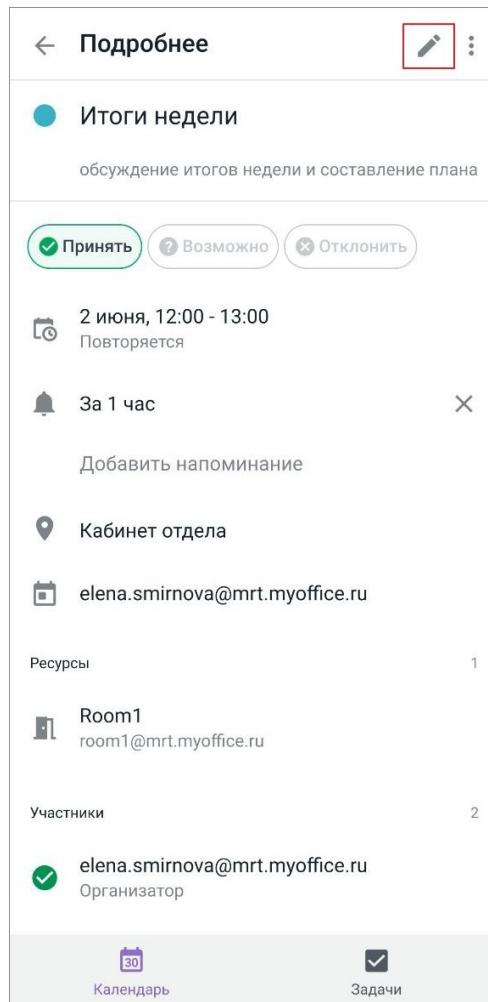 Подробнее
Итоги недели
обсуждение итогов недели и составление плана
Принять Возможно Отклонить
2 июня, 12:00 - 13:00
Повторяется
За 1 час
Добавить напоминание
Кабинет отдела
elena.smirnova@mrt.myoffice.ru
Ресурсы 1
Room1
room1@mrt.myoffice.ru
Участники 2
elena.smirnova@mrt.myoffice.ru
Организатор
30
Календарь Задачи